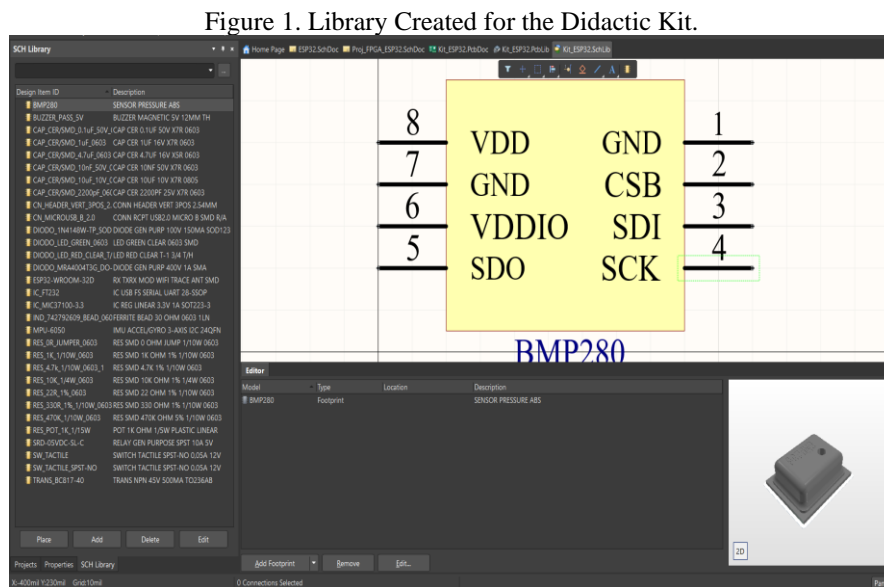 Figure 1. Library Created for the Didactic Kit.
SCH Library
Home Page ESP32.SchDoc Proj_FPGA_ESP32.SchDoc Kit_ESP32.PcbDoc Kit_ESP32.PcbLib Kit_ESP32.SchLib
Design Item ID Description
BMP280 SENSOR PRESSURE ABS
BUZZER_PASS_5V BUZZER MAGNETIC 5V 12MM TH
CAP_CER/SMD_0.1uF_50V_ CAP CER 0.1UF 50V X7R 0603
CAP_CER/SMD_1uF_0603 CAP CER 1UF 16V X7R 0603
CAP_CER/SMD_4.7uF_0603 CAP CER 4.7UF 16V X5R 0603
CAP_CER/SMD_10nF_50V_ CAP CER 10NF 50V X7R 0603
CAP_CER/SMD_10uF_10V_ CAP CER 10UF 10V X7R 0805
CAP_CER/SMD_2200pF_ CAP CER 2200PF 25V X7R 0603
CN_HEADER_VERT_3POS_2. CONN HEADER VERT 3POS 2.54MM
CN_MICROUSB_B_2.0 CONN RCPT USB2.0 MICRO B SMD R/A
DIODO_1N4148W-TP_SOD DIODE GEN PURP 100V 150MA SOD123
DIODO_LED_GREEN_0603 LED GREEN CLEAR 0603 SMD
DIODO_LED_RED_CLEAR_T/ LED RED CLEAR T-1 3/4 T/H
DIODO_MRA4004T3G_DO- DIODE GEN PURP 400V 1A SMA
ESP32-WROOM-32D RX TXRX MOD WIFI TRACE ANT SMD
IC_FT232 IC USB FS SERIAL UART 28-SSOP
IC_MIC37100-3.3 IC REG LINEAR 3.3V 1A SOT223-3
IND_742792609_BEAD_060 FERRITE BEAD 30 OHM 0603 1LN
MPU-6050 IMU ACCEL/GYRO 3-AXIS I2C 24QFN
RES_0R_JUMPER_0603 RES SMD 0 OHM JUMP 1/10W 0603
RES_1K_1/10W_0603 RES SMD 1K OHM 1% 1/10W 0603
RES_4.7k_1/10W_0603_1 RES SMD 4.7K 1% 1/10W 0603
RES_10K_1/4W_0603 RES SMD 10K OHM 1% 1/4W 0603
RES_22R_1%_0603 RES SMD 22 OHM 1% 1/10W 0603
RES_330R_1%_1/10W_0603 RES SMD 330 OHM 1% 1/10W 0603
RES_470K_1/10W_0603 RES SMD 470K OHM 5% 1/10W 0603
RES_POT_1K_1/15W POT 1K OHM 1/5W PLASTIC LINEAR
SRD-05VDC-SL-C RELAY GEN PURPOSE SPST 10A 5V
SW_TACTILE SWITCH TACTILE SPST-NO 0.05A 12V
SW_TACTILE_SPST-NO SWITCH TACTILE SPST-NO 0.05A 12V
TRANS_BC817-40 TRANS NPN 45V 500MA TO236AB
Place Add Delete Edit
Projects Properties SCH Library
X:-400mil Y:230mil Grid:10mil
8 VDD GND 1
7 GND CSB 2
6 VDDIO SDI 3
5 SDO SCK 4
BMP280
Editor
Model Type Location Description
BMP280 Footprint SENSOR PRESSURE ABS
2D
Add Footprint Remove Edit...
0 Connections Selected